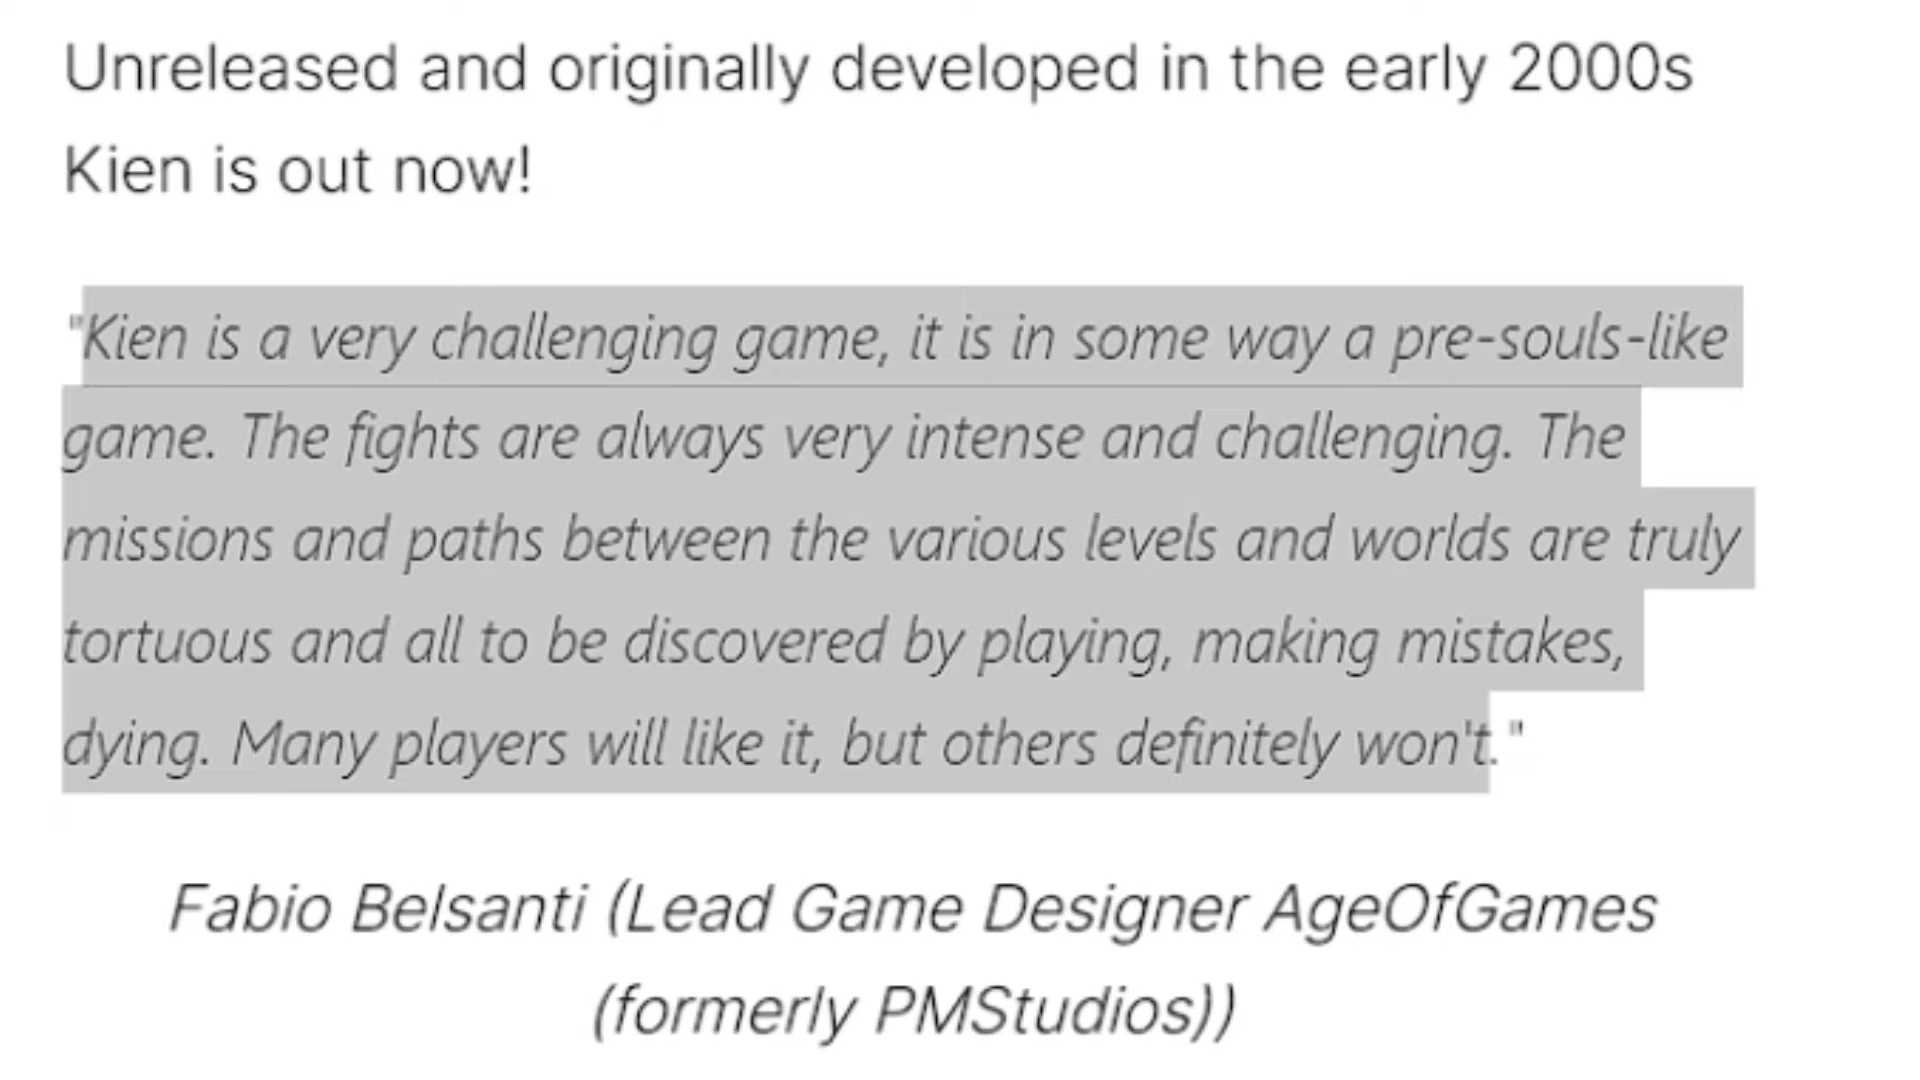 Unreleased and originally developed in the early 2000s
Kien is out now!
"Kien is a very challenging game, it is in some way a pre-souls-like
game. The fights are always very intense and challenging. The
missions and paths between the various levels and worlds are truly
tortuous and all to be discovered by playing, making mistakes,
dying. Many players will like it, but others definitely won't."
Fabio Belsanti (Lead Game Designer AgeOfGames
(formerly PMStudios))